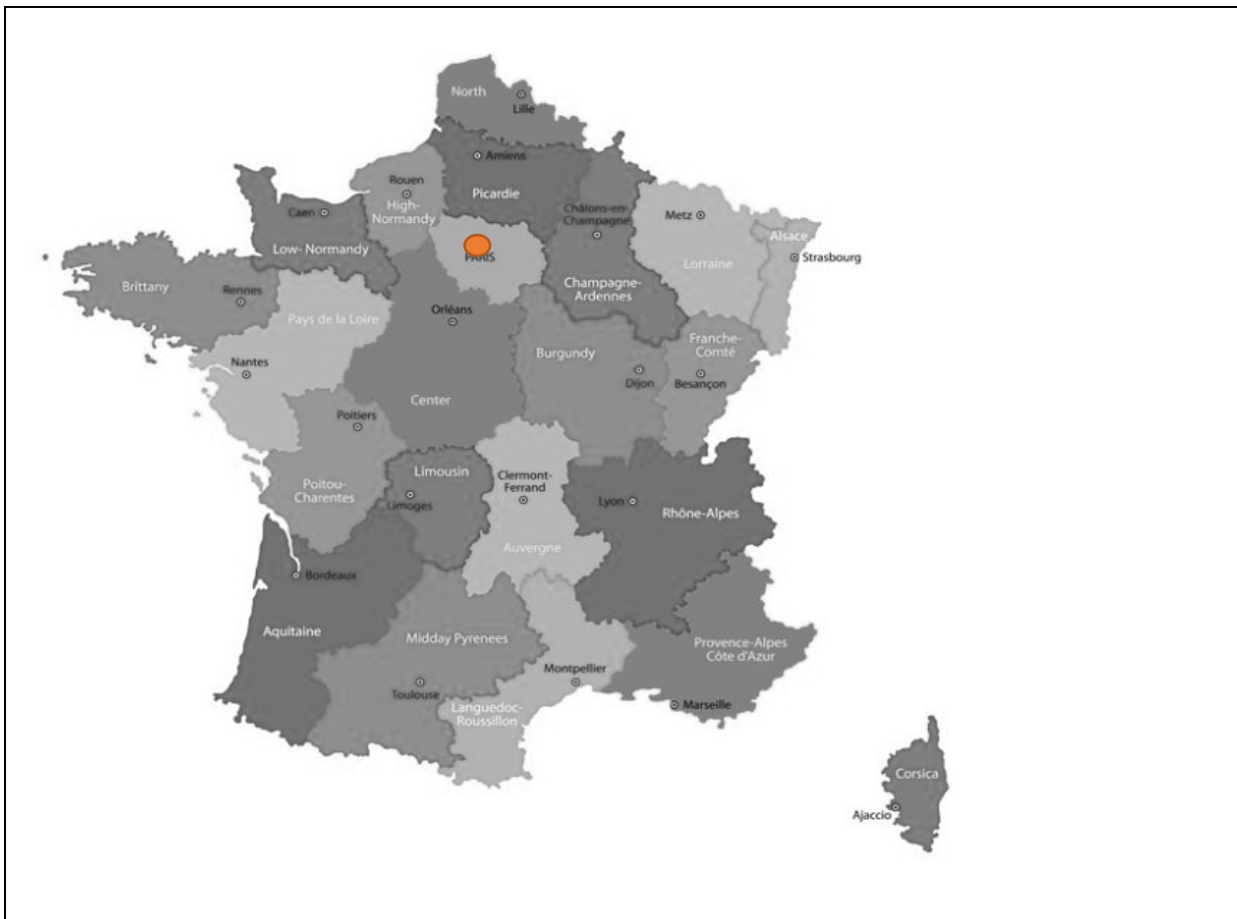 North
Lille
Amiens
Picardie
Rouen
High-
Normandy
Caen
Low- Normandy
PARIS
Châlons-en-
Champagne
Champagne-
Ardennes
Metz
Lorraine
Alsace
Strasbourg
Brittany
Rennes
Pays de la Loire
Nantes
Orléans
Center
Burgundy
Dijon
Franche-
Comté
Besançon
Poitiers
Poitou-
Charentes
Limousin
Limoges
Clermont-
Ferrand
Auvergne
Lyon
Rhône-Alpes
Bordeaux
Aquitaine
Midday Pyrenees
Toulouse
Montpellier
Languedoc-
Roussillon
Provence-Alpes
Côte d'Azur
Marseille
Corsica
Ajaccio